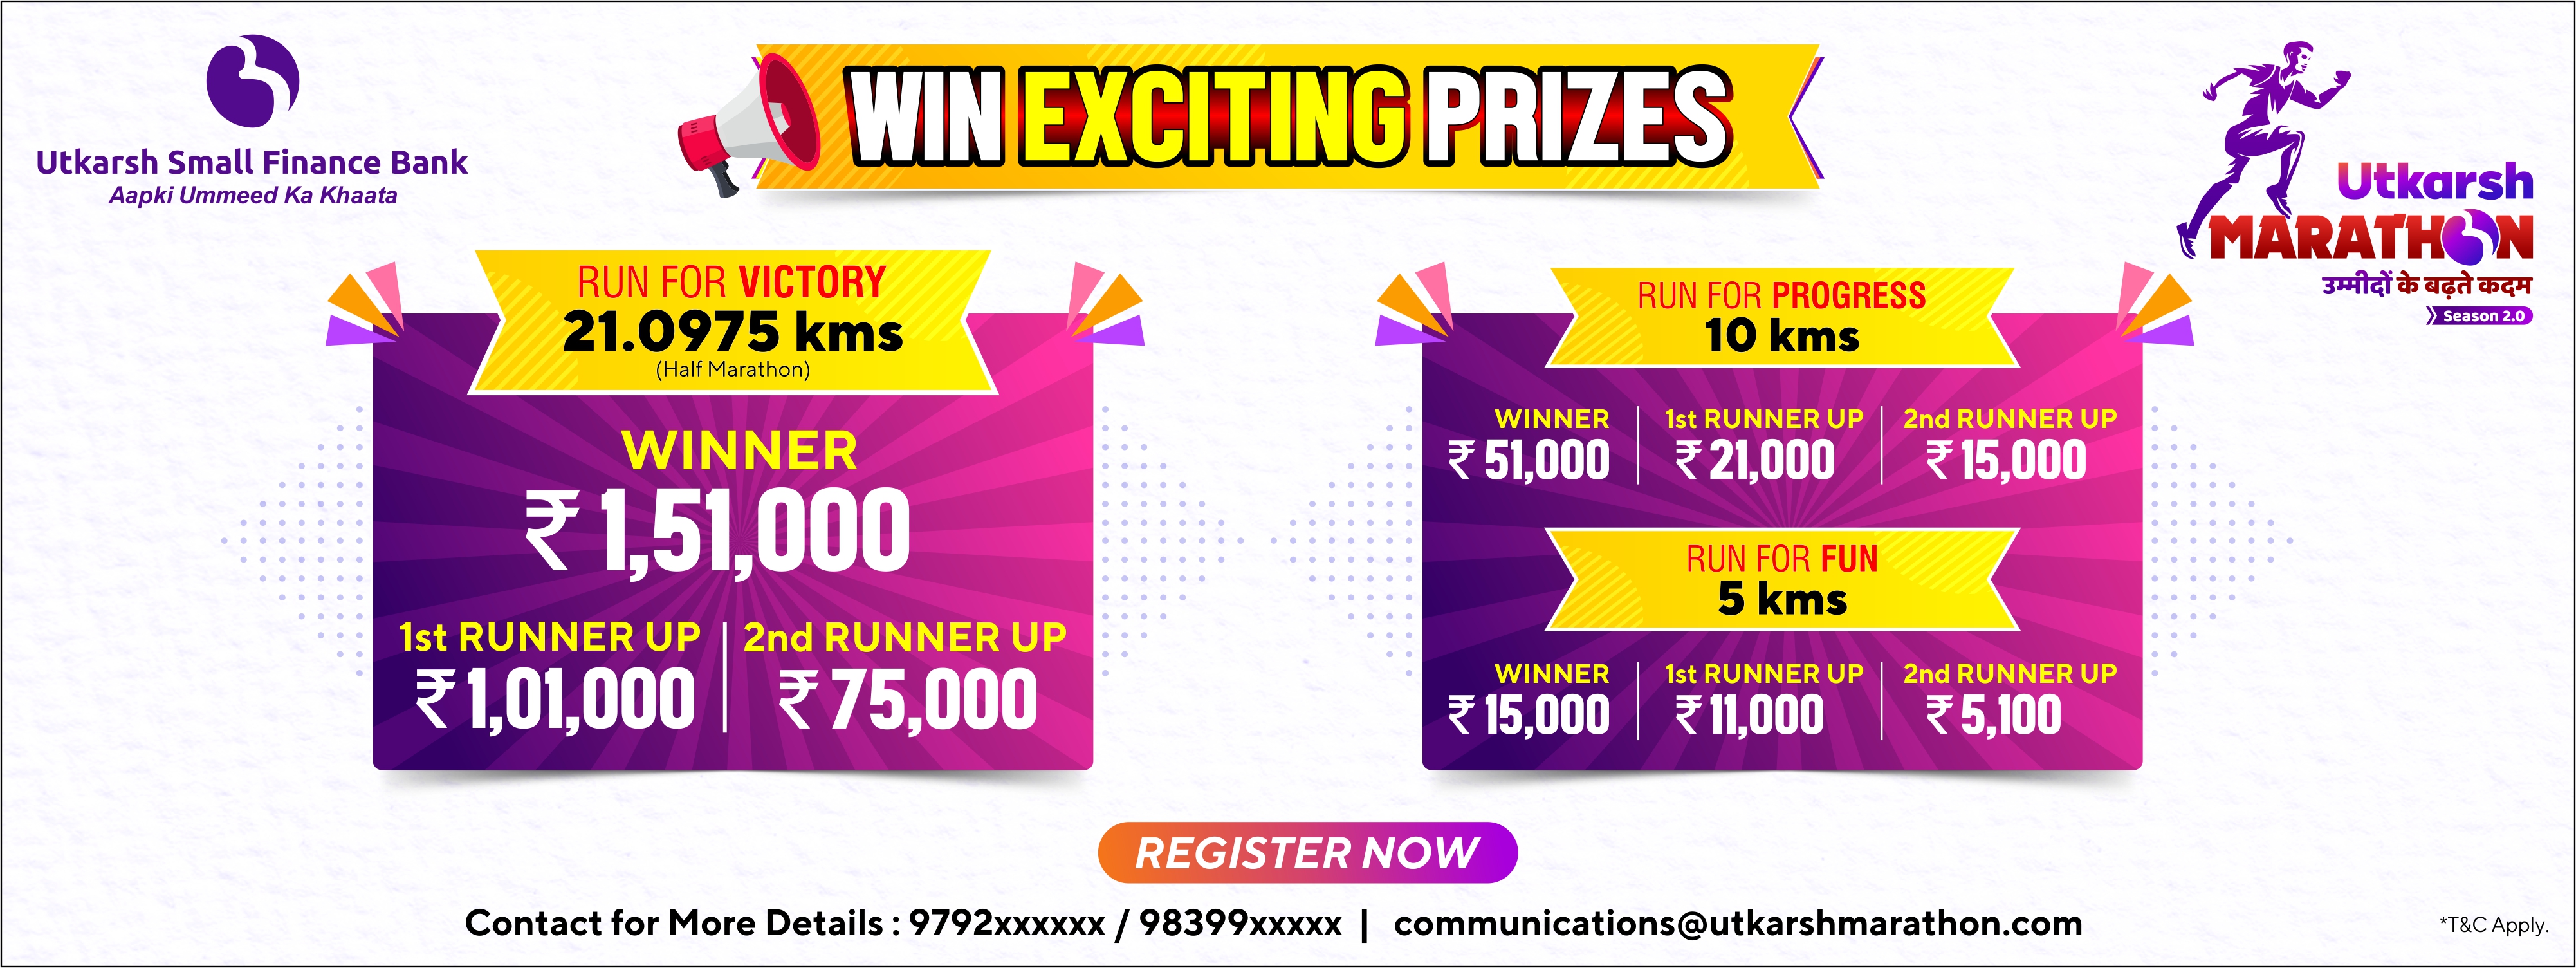 Utkarsh Small Finance Bank
Aapki Ummeed Ka Khaata
WIN EXCITING PRIZES
Utkarsh
MARATHON
उम्मीदों के बढ़ते कदम
Season 2.0
RUN FOR VICTORY
21.0975 kms
(Half Marathon)
WINNER
₹ 1,51,000
1st RUNNER UP
₹ 1,01,000
2nd RUNNER UP
₹ 75,000
RUN FOR PROGRESS
10 kms
WINNER
₹ 51,000
1st RUNNER UP
₹ 21,000
2nd RUNNER UP
₹ 15,000
RUN FOR FUN
5 kms
WINNER
₹ 15,000
1st RUNNER UP
₹ 11,000
2nd RUNNER UP
₹ 5,100
REGISTER NOW
Contact for More Details : 9792xxxxxx / 98399xxxxx | communications@utkarshmarathon.com
*T&C Apply.